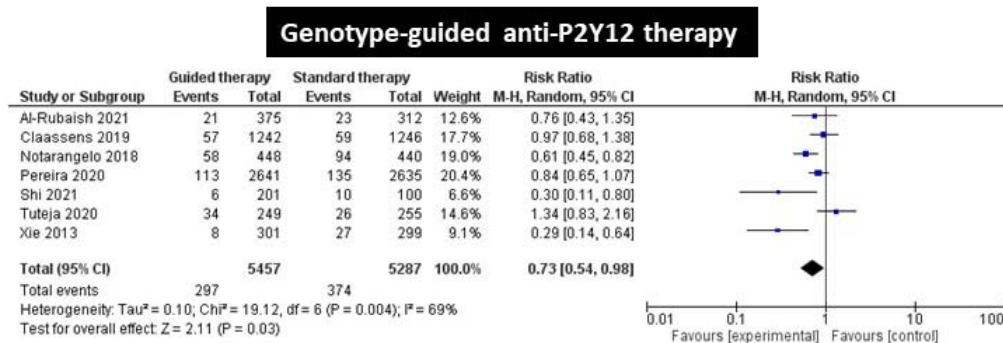 Genotype-guided anti-P2Y12 therapy
Guided therapy Standard therapy Risk Ratio Risk Ratio
Study or Subgroup Events Total Events Total Weight M-H, Random, 95% CI M-H, Random, 95% CI
Al-Rubaish 2021 21 375 23 312 12.6% 0.76 [0.43, 1.35]
Claassens 2019 57 1242 59 1246 17.7% 0.97 [0.68, 1.38]
Notarangelo 2018 58 448 94 440 19.0% 0.61 [0.45, 0.82]
Pereira 2020 113 2641 135 2635 20.4% 0.84 [0.65, 1.07]
Shi 2021 6 201 10 100 6.6% 0.30 [0.11, 0.80]
Tuteja 2020 34 249 26 255 14.6% 1.34 [0.83, 2.16]
Xie 2013 8 301 27 299 9.1% 0.29 [0.14, 0.64]
Total (95% CI) 5457 5287 100.0% 0.73 [0.54, 0.98]
Total events 297 374
Heterogeneity: Tau² = 0.10; Chi² = 19.12, df = 6 (P = 0.004); I² = 69%
Test for overall effect: Z = 2.11 (P = 0.03)
0.01 0.1 1 10 100
Favours [experimental] Favours [control]